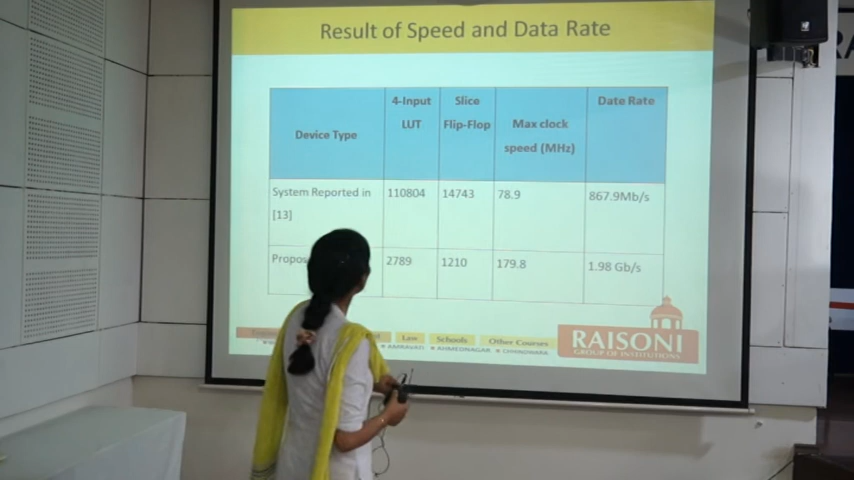 Result of Speed and Data Rate
Device Type
4-Input
LUT
Slice
Flip-Flop
Max clock
speed (MHz)
Date Rate
System Reported in
[13]
110804
14743
78.9
867.9Mb/s
2789
1210
179.8
1.98 Gb/s
Law
Schools
Other Courses
AMRAVATI • AHMEDNAGAR • CHHINDWARA
RAISONI
GROUP OF INSTITUTIONS